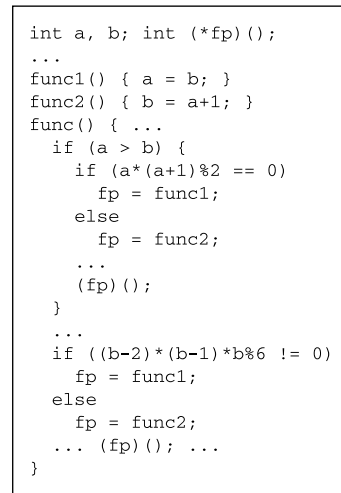 int a, b; int (*fp)();
...
func1() { a = b; }
func2() { b = a+1; }
func() { ...
if (a > b) {
if (a*(a+1)%2 == 0)
fp = func1;
else
fp = func2;
...
(fp)();
}
...
if ((b-2)*(b-1)*b%6 != 0)
fp = func1;
else
fp = func2;
... (fp)(); ...
}